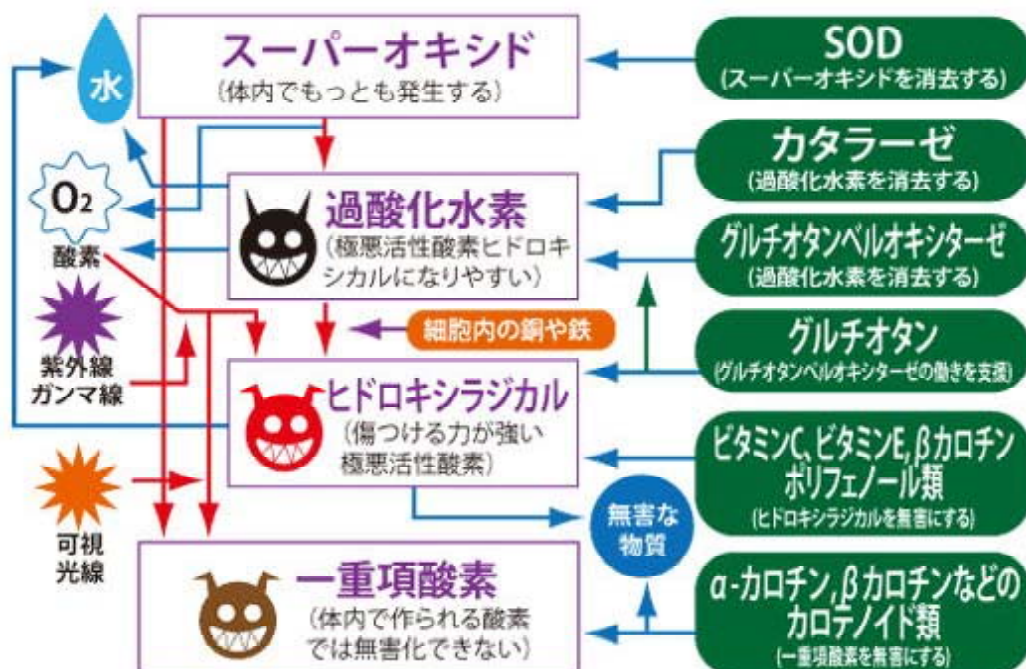 スーパーオキシド
(体内でもっとも発生する)
SOD
(スーパーオキシドを消去する)
水
カタラーゼ
(過酸化水素を消去する)
O2
酸素
過酸化水素
(極悪活性酸素ヒドロキ
シカルになりやすい)
グルチオタンベルオキシターゼ
(過酸化水素を消去する)
紫外線
ガンマ線
細胞内の銅や鉄
グルチオタン
(グルチオタンベルオキシターゼの働きを支援)
ヒドロキシラジカル
(傷つける力が強い
極悪活性酸素)
ビタミンC、ビタミンE,βカロチン
ポリフェノール類
(ヒドロキシラジカルを無害にする)
可視
光線
無害な
物質
一重項酸素
(体内で作られる酸素
では無害化できない)
α-カロチン,βカロチンなどの
カロテノイド類
(一重項酸素を無害にする)